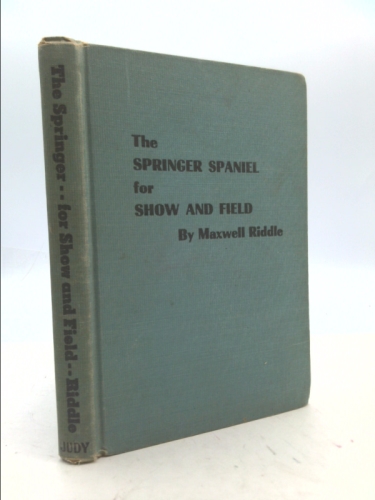 The
SPRINGER SPANIEL
for
SHOW AND FIELD
By Maxwell Riddle
The Springer--for Show and Field--Riddle
JUDY